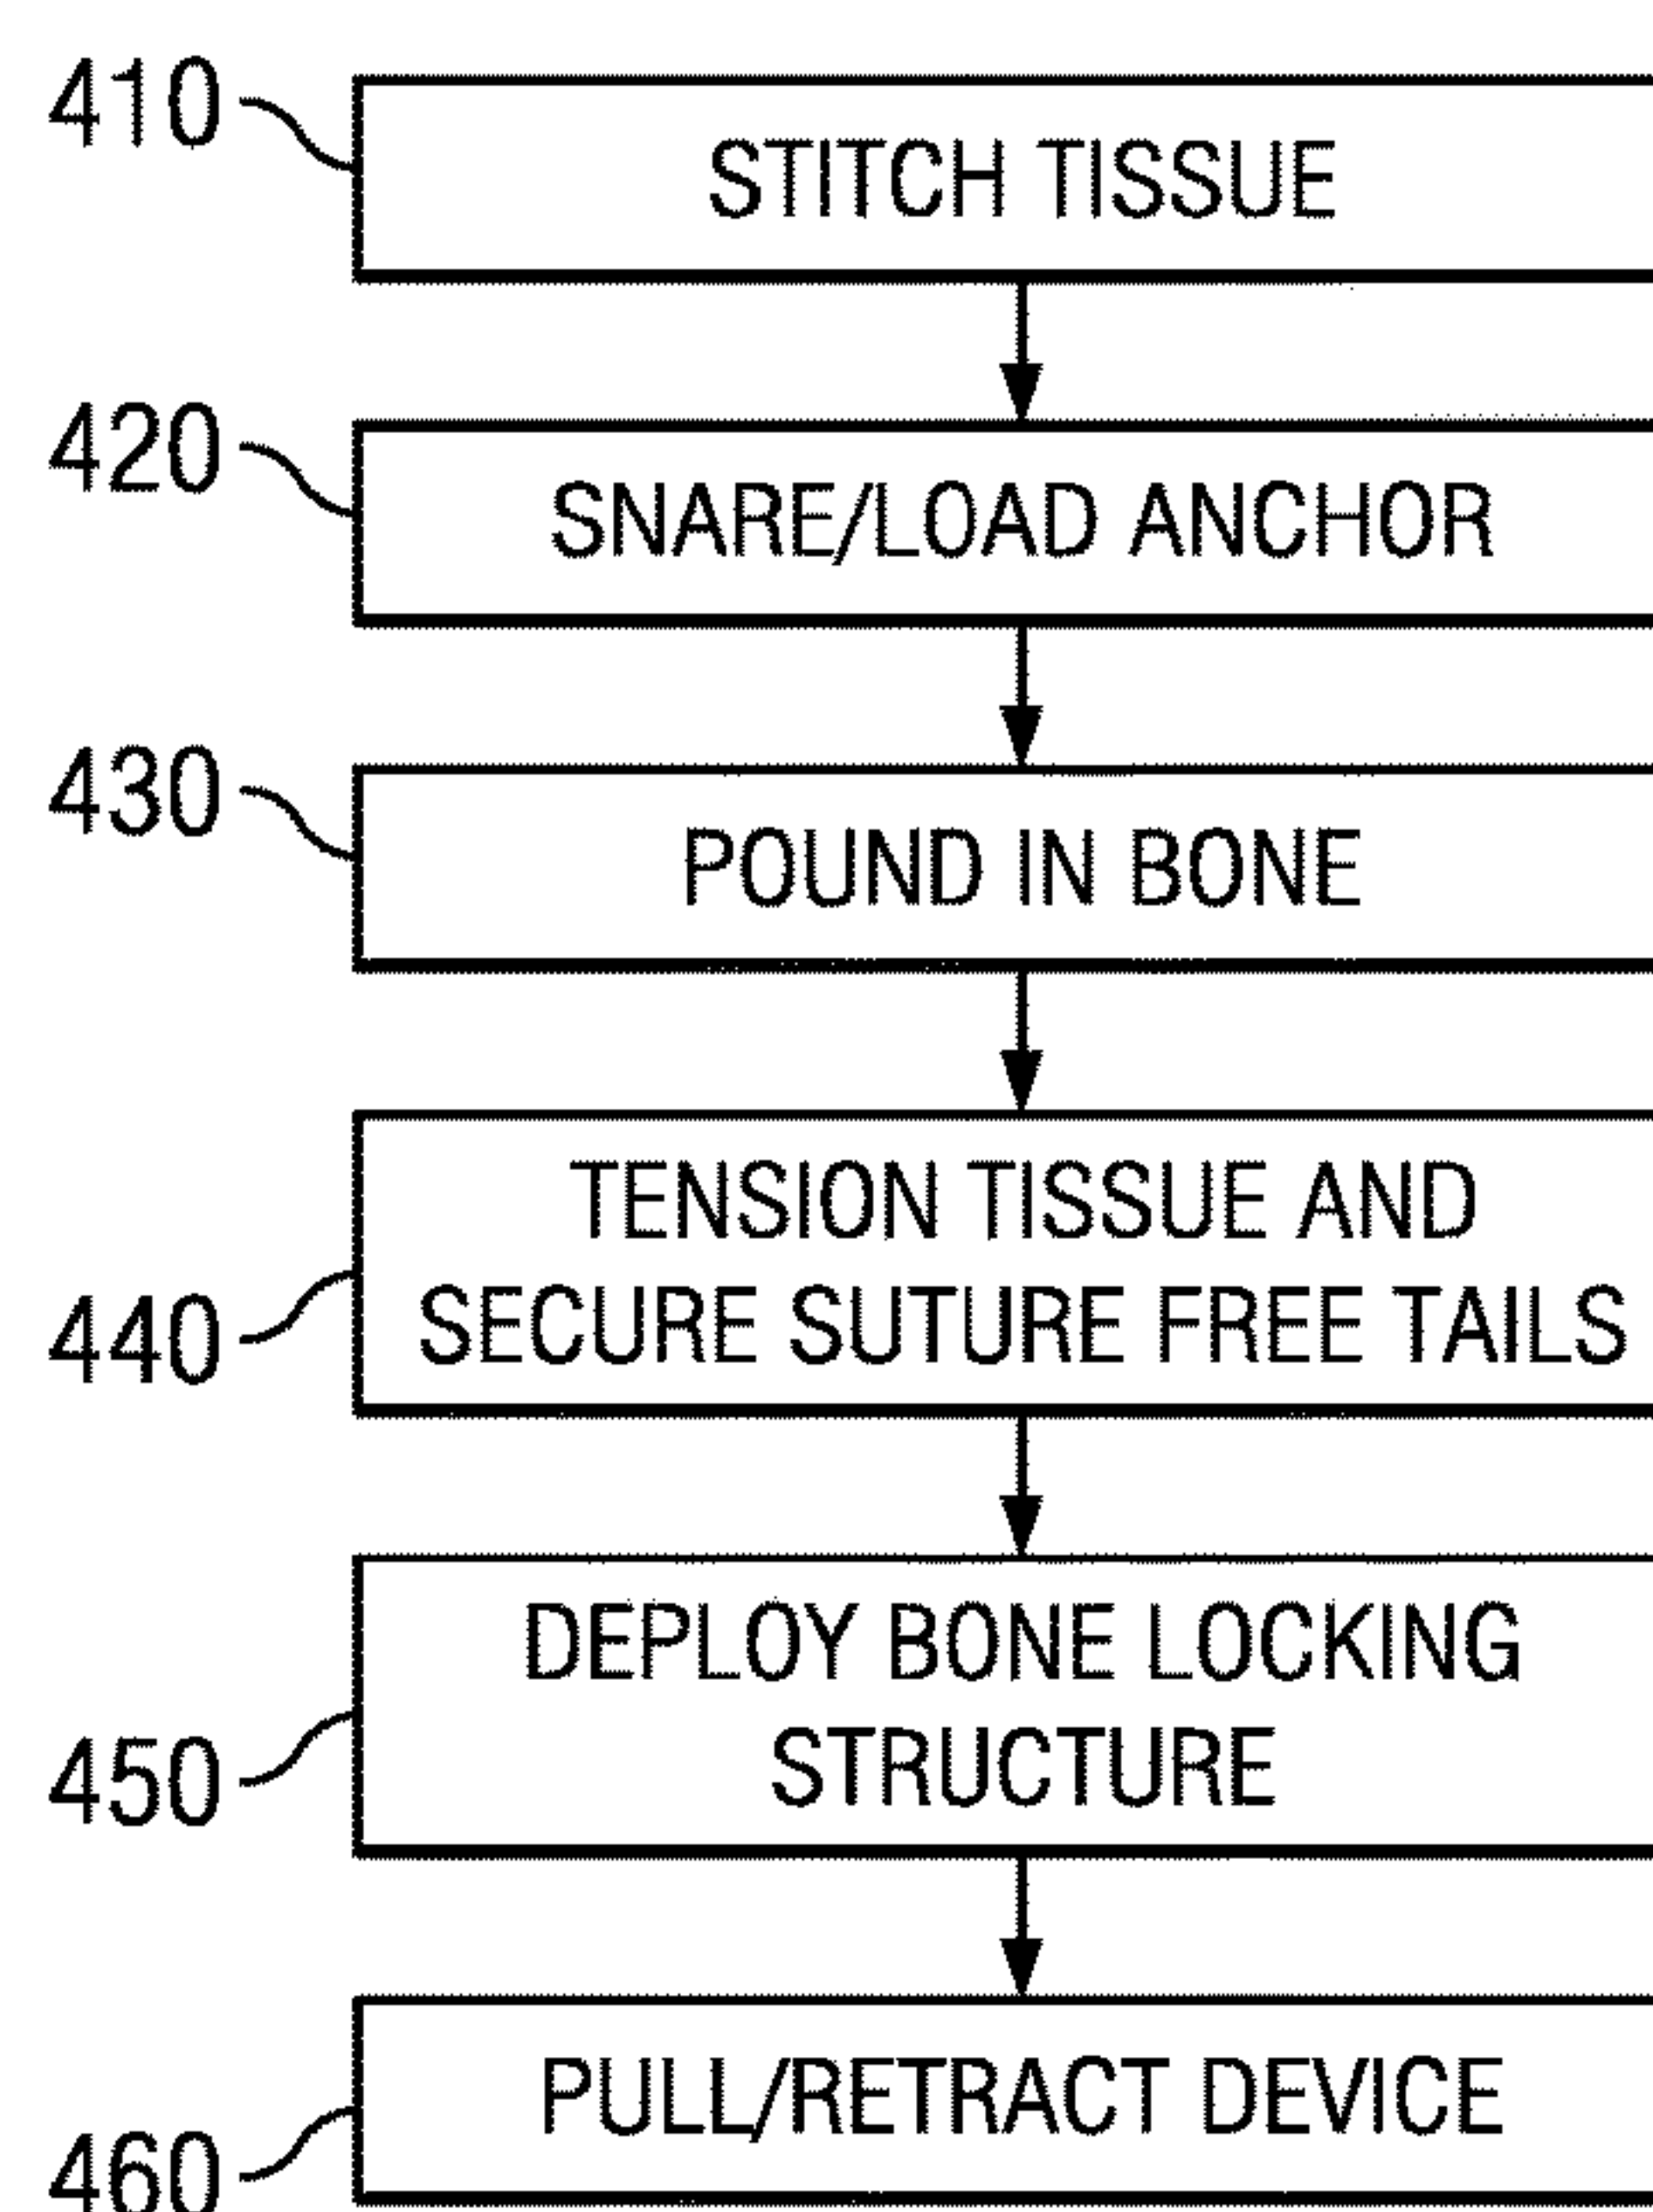 410
STITCH TISSUE
420
SNARE/LOAD ANCHOR
430
POUND IN BONE
TENSION TISSUE AND
SECURE SUTURE FREE TAILS
440
DEPLOY BONE LOCKING
STRUCTURE
450
PULL/RETRACT DEVICE
460